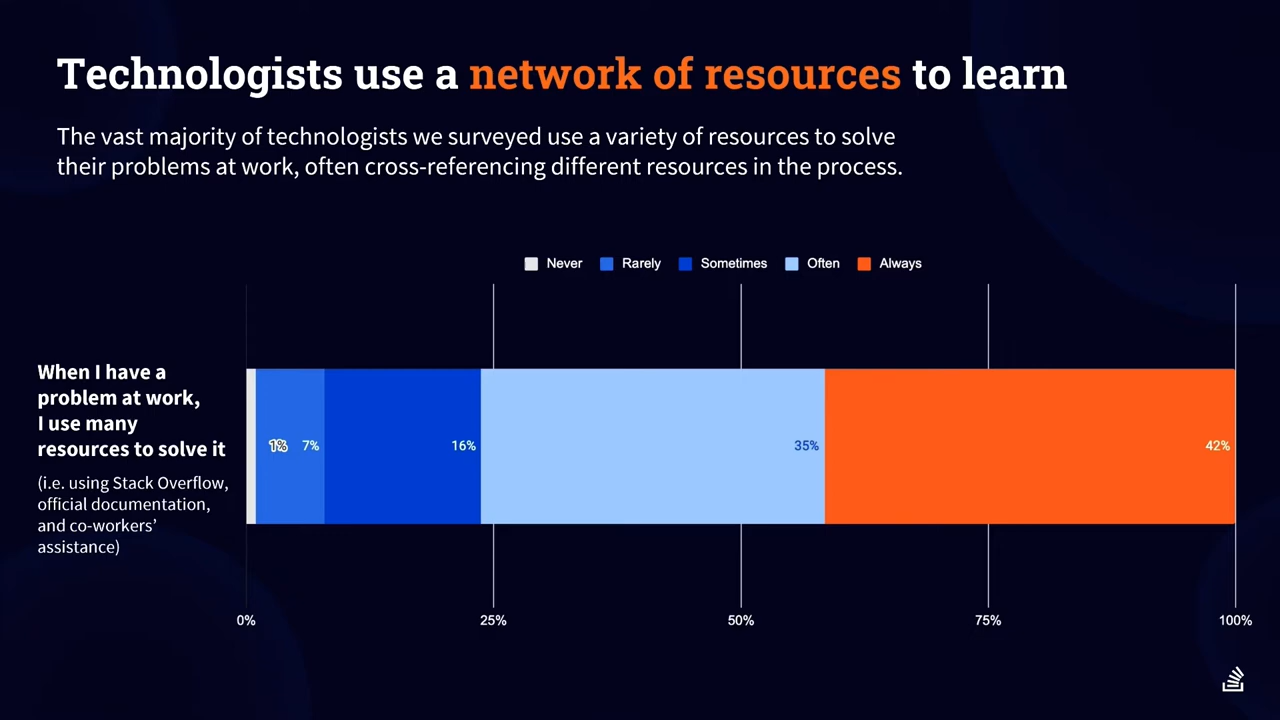 Technologists use a network of resources to learn
The vast majority of technologists we surveyed use a variety of resources to solve
their problems at work, often cross-referencing different resources in the process.
Never Rarely Sometimes Often Always
When I have a
problem at work,
I use many
resources to solve it
(i.e. using Stack Overflow,
official documentation,
and co-workers’
assistance)
1% 7% 16% 35% 42%
0% 25% 50% 75% 100%